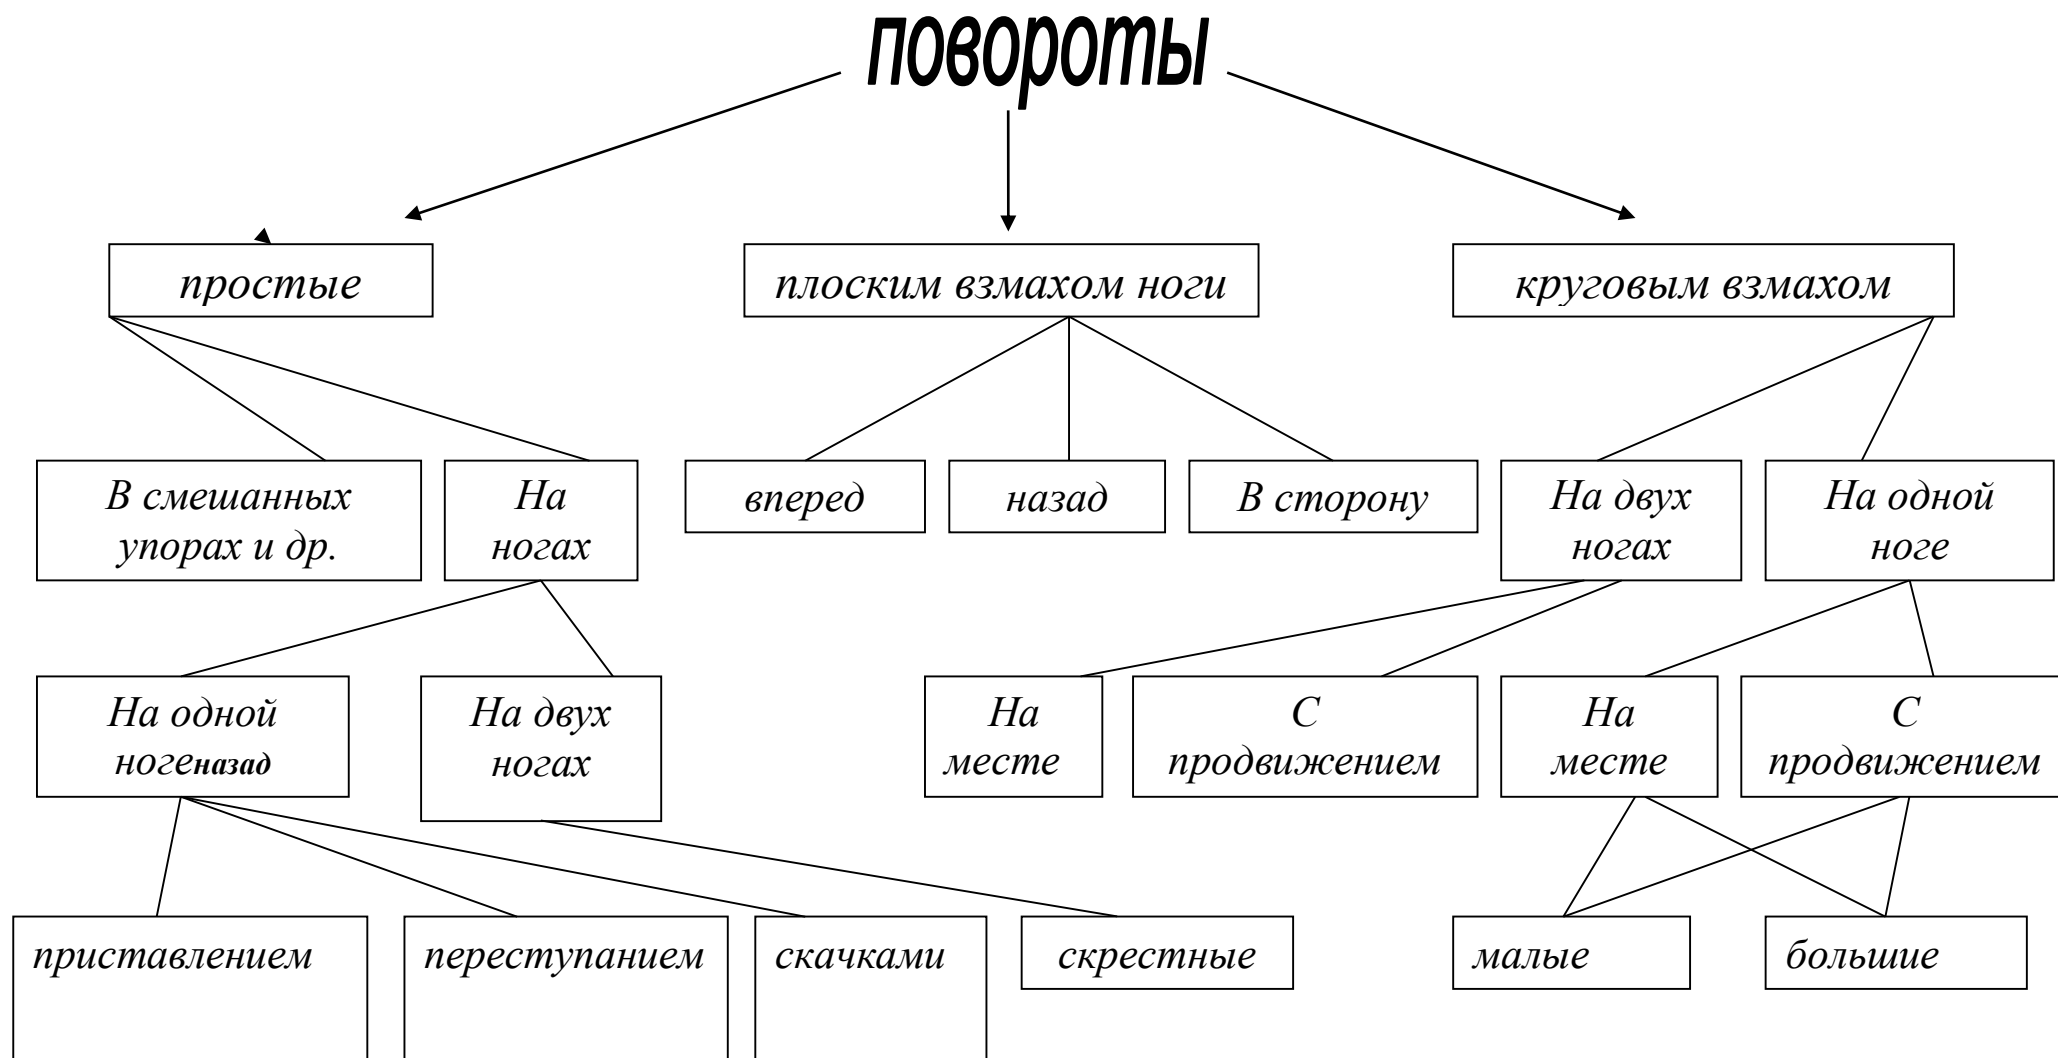 повороты
простые
плоским взмахом ноги
круговым взмахом
В смешанных
упорах и др.
На
ногах
вперед
назад
В сторону
На двух
ногах
На одной
ноге
На одной
ногеназад
На двух
ногах
На
месте
С
продвижением
На
месте
С
продвижением
приставлением
переступанием
скачками
скрестные
малые
большие